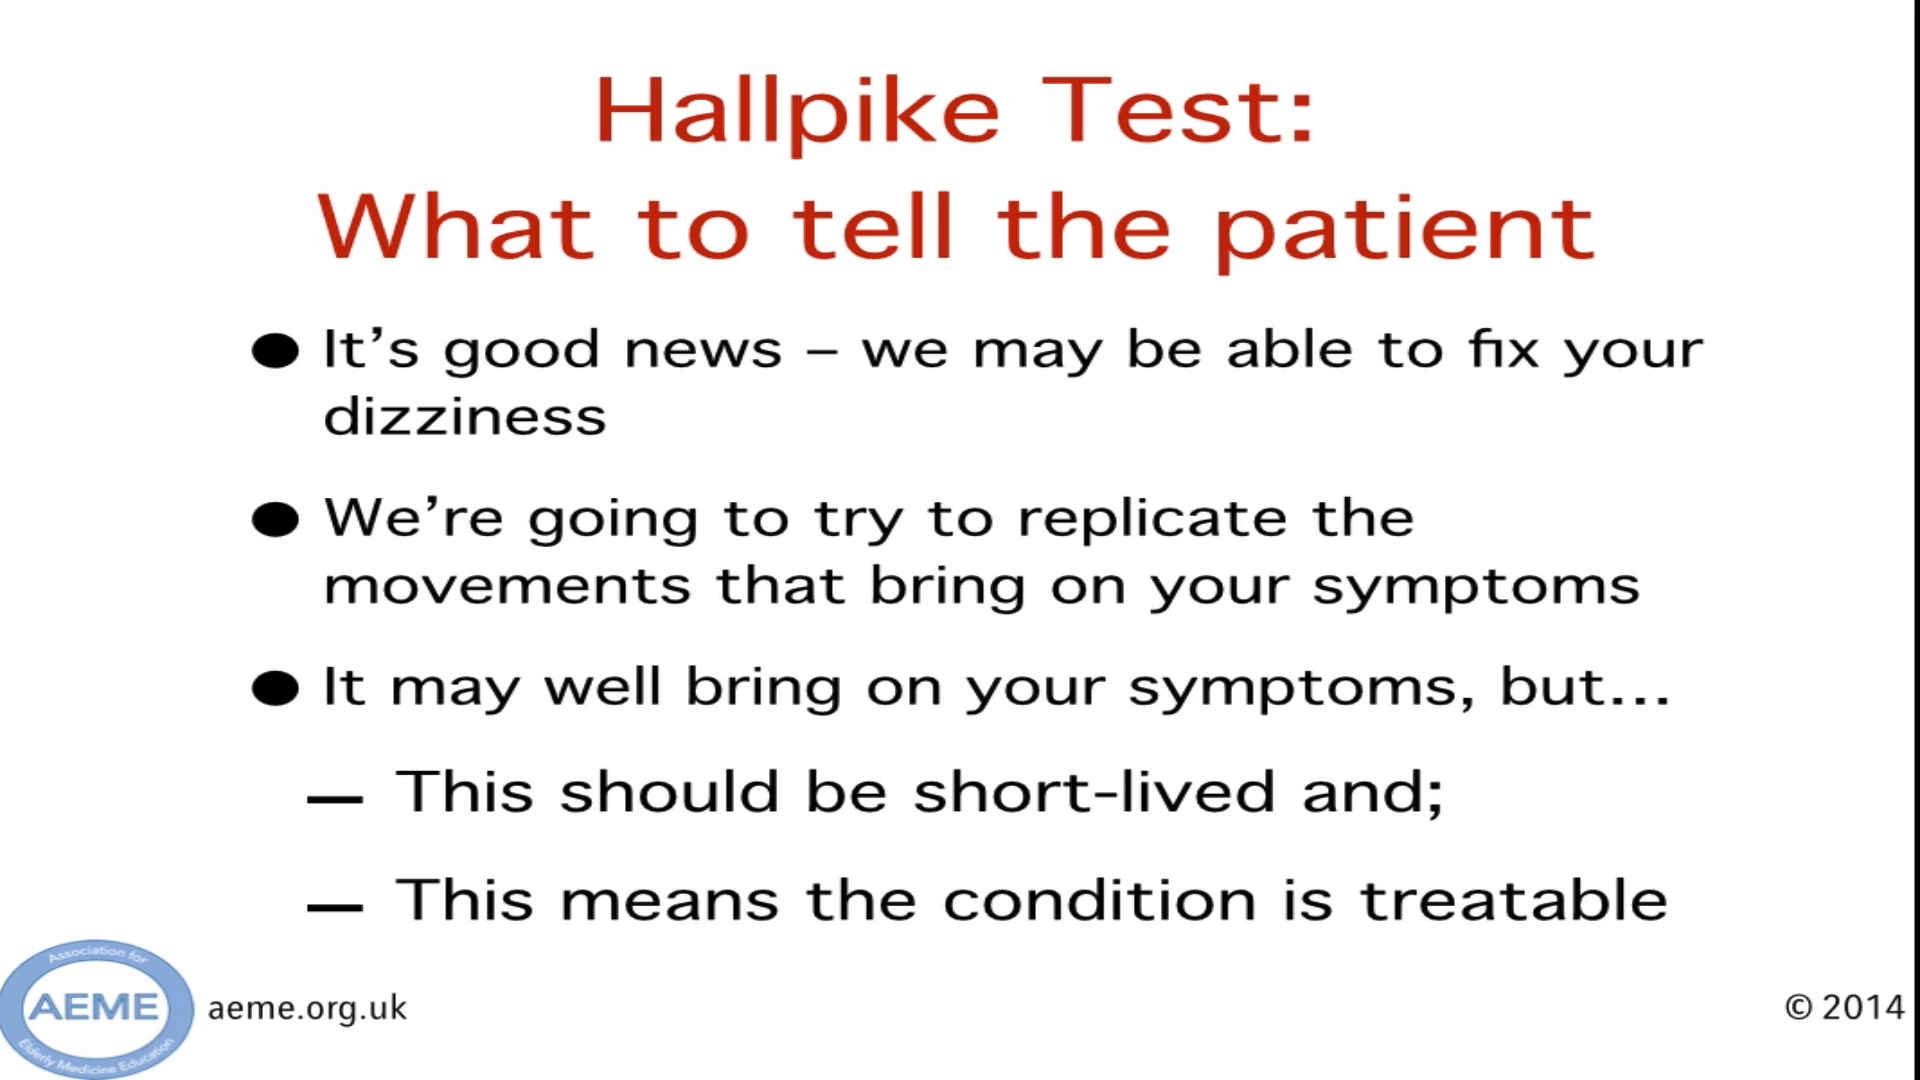 Hallpike Test:
What to tell the patient
● It’s good news – we may be able to fix your
dizziness
● We’re going to try to replicate the
movements that bring on your symptoms
● It may well bring on your symptoms, but…
— This should be short-lived and;
— This means the condition is treatable
Association for
AEME
Elderly Medicine Education
aeme.org.uk
© 2014